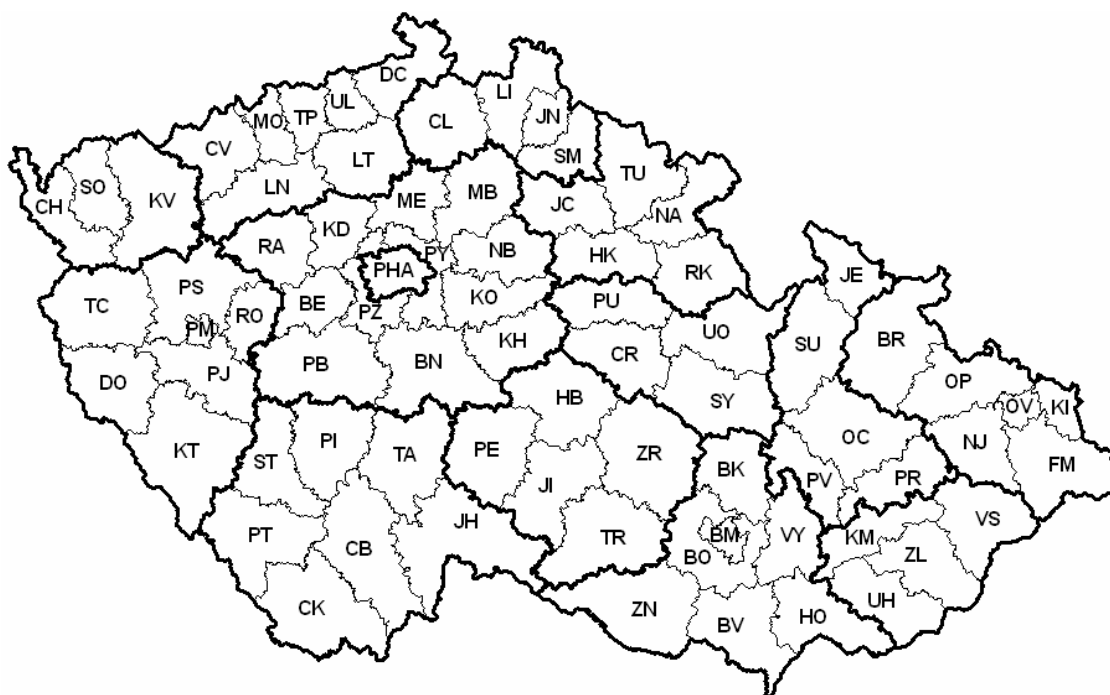 DC
LI
UL
TP
MO
CL
JN
CV
LT
SM
TU
SO
LN
KV
ME
MB
JC
CH
NA
KD
RA
PY
NB
HK
RK
PHA
PS
KO
PU
JE
TC
RO
BE
PZ
PM
UO
SU
BR
KH
CR
PB
BN
PJ
DO
OP
SY
HB
OV
KI
OC
NJ
KT
ST
PI
TA
PE
ZR
BK
FM
JI
PV
PR
JH
VS
PT
CB
TR
BM
VY
KM
BO
ZL
CK
ZN
UH
BV
HO